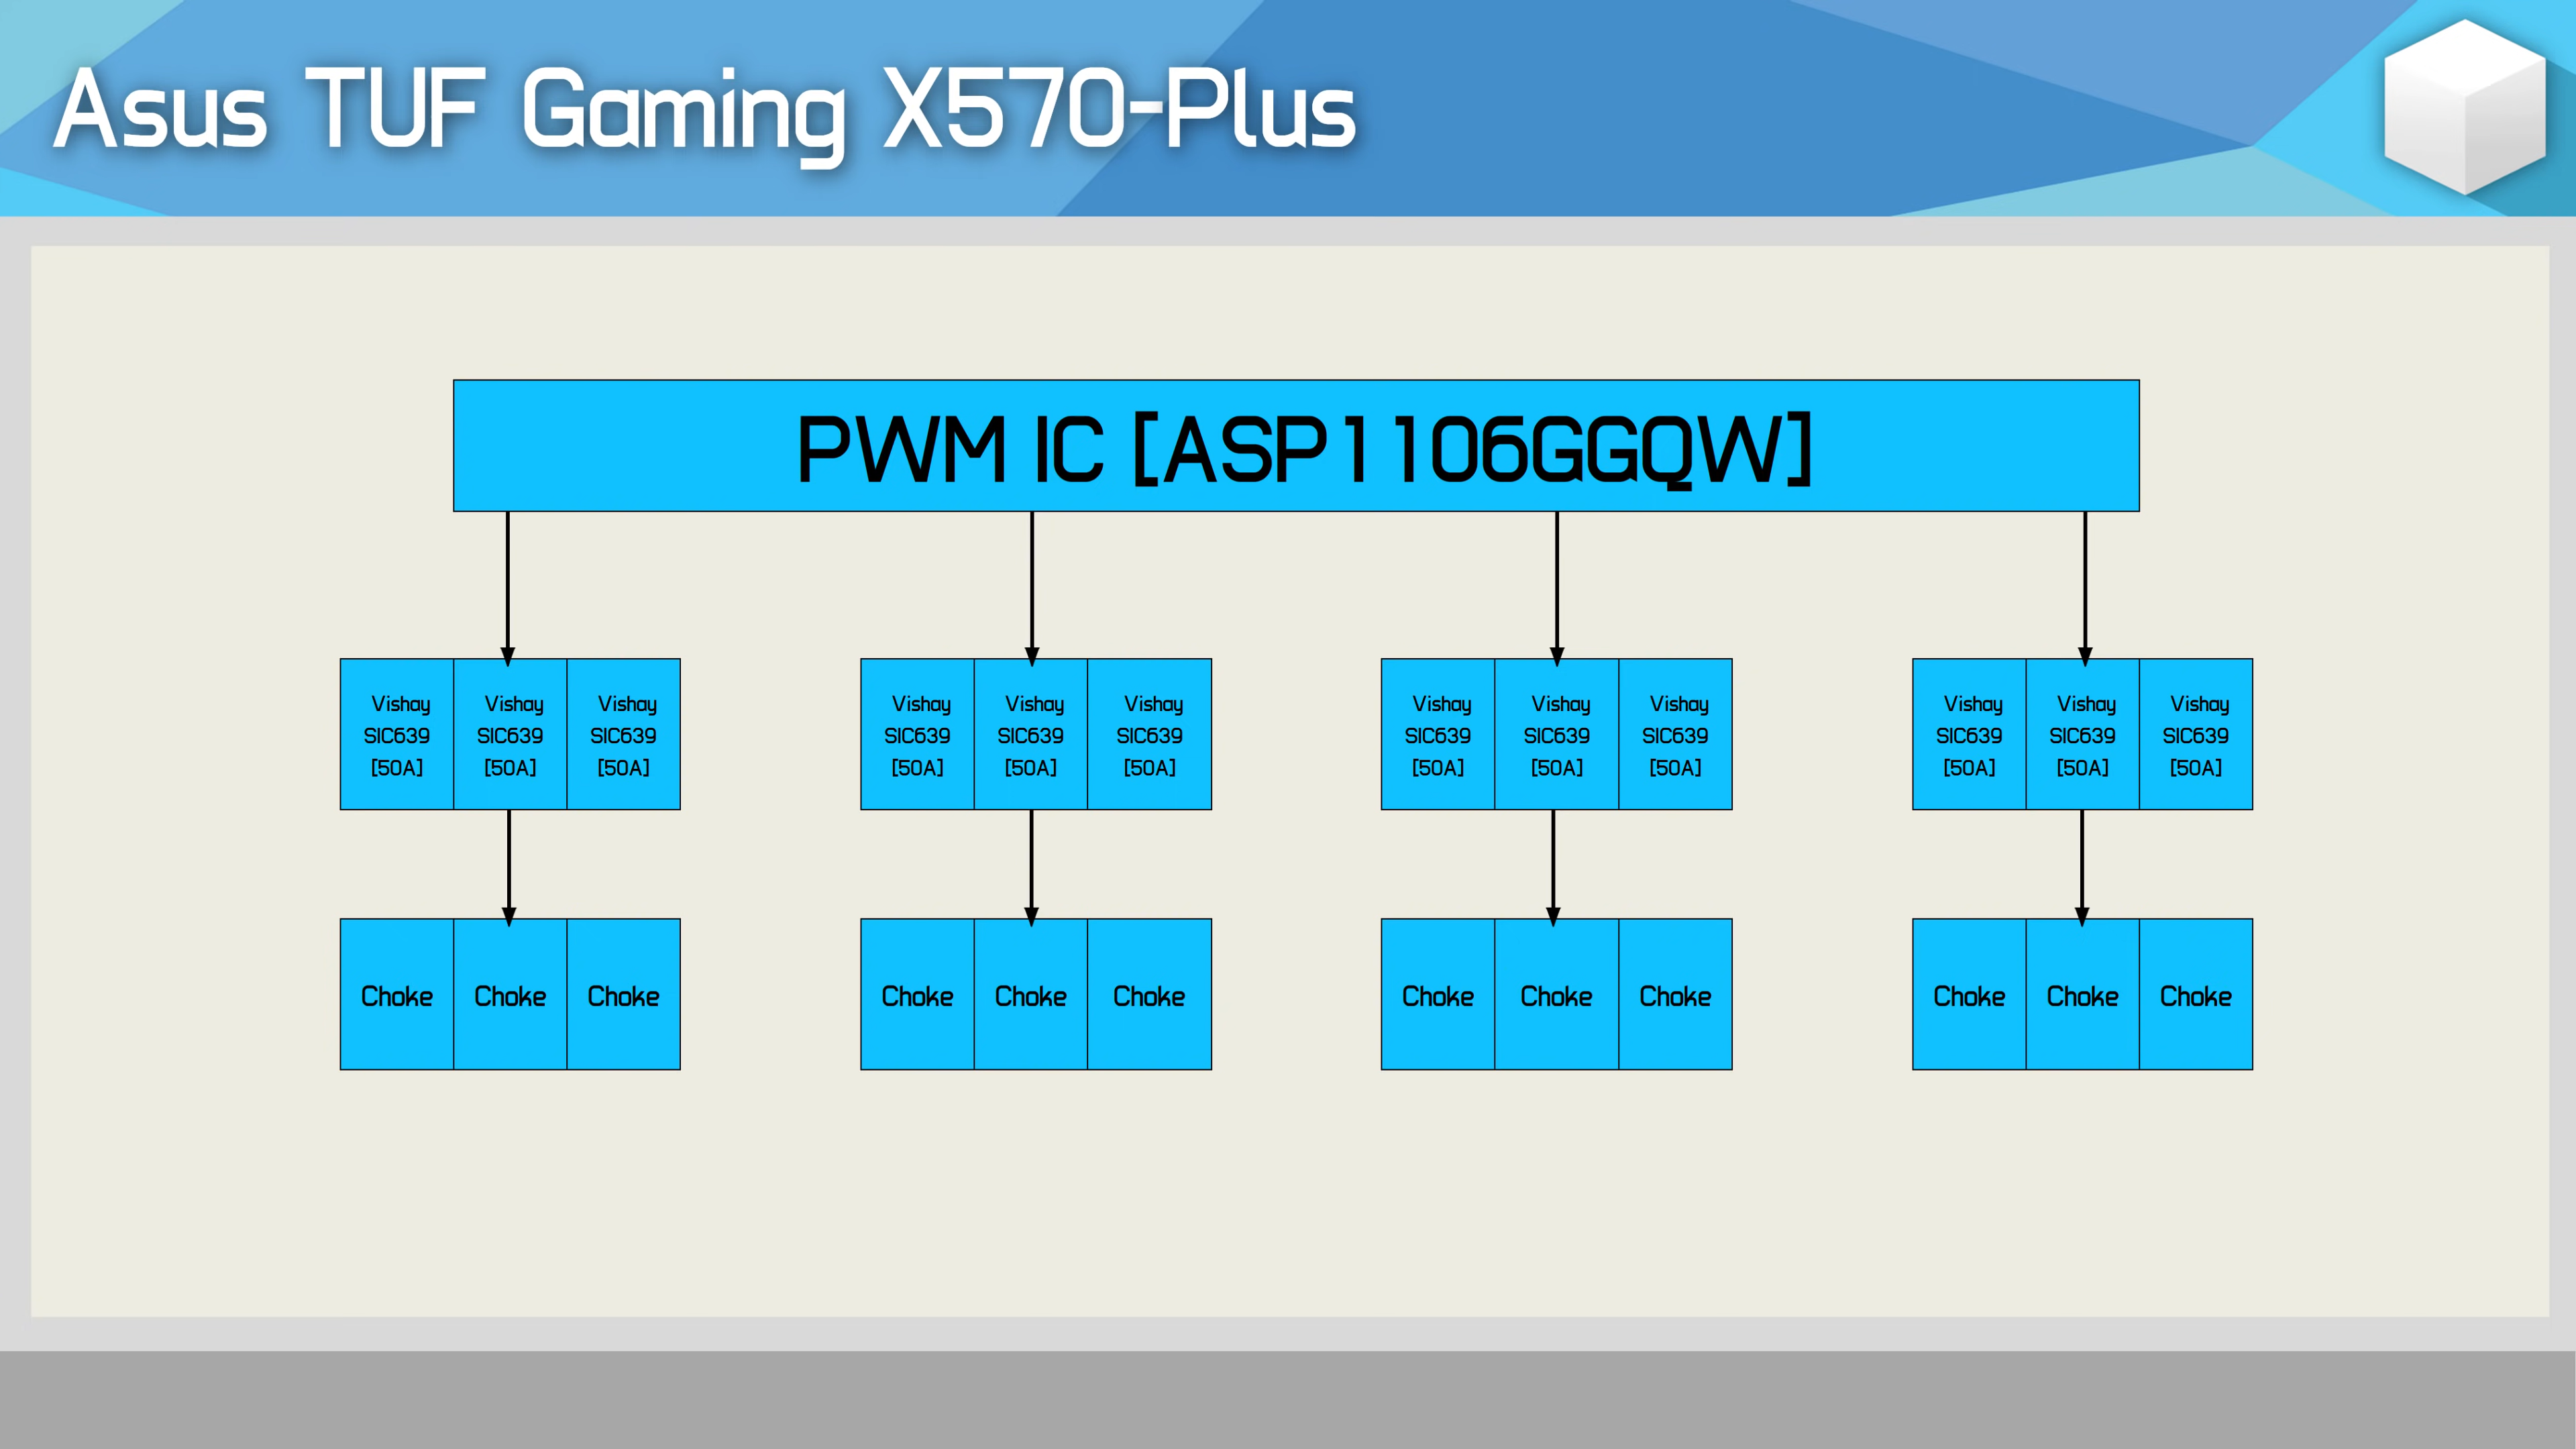 Asus TUF Gaming X570-Plus
PWM IC [ASP1106GGQW]
Vishay Vishay Vishay Vishay Vishay Vishay Vishay Vishay Vishay Vishay Vishay Vishay
SIC639 SIC639 SIC639 SIC639 SIC639 SIC639 SIC639 SIC639 SIC639 SIC639 SIC639 SIC639
[50A] [50A] [50A] [50A] [50A] [50A] [50A] [50A] [50A] [50A] [50A] [50A]
Choke Choke Choke Choke Choke Choke Choke Choke Choke Choke Choke Choke